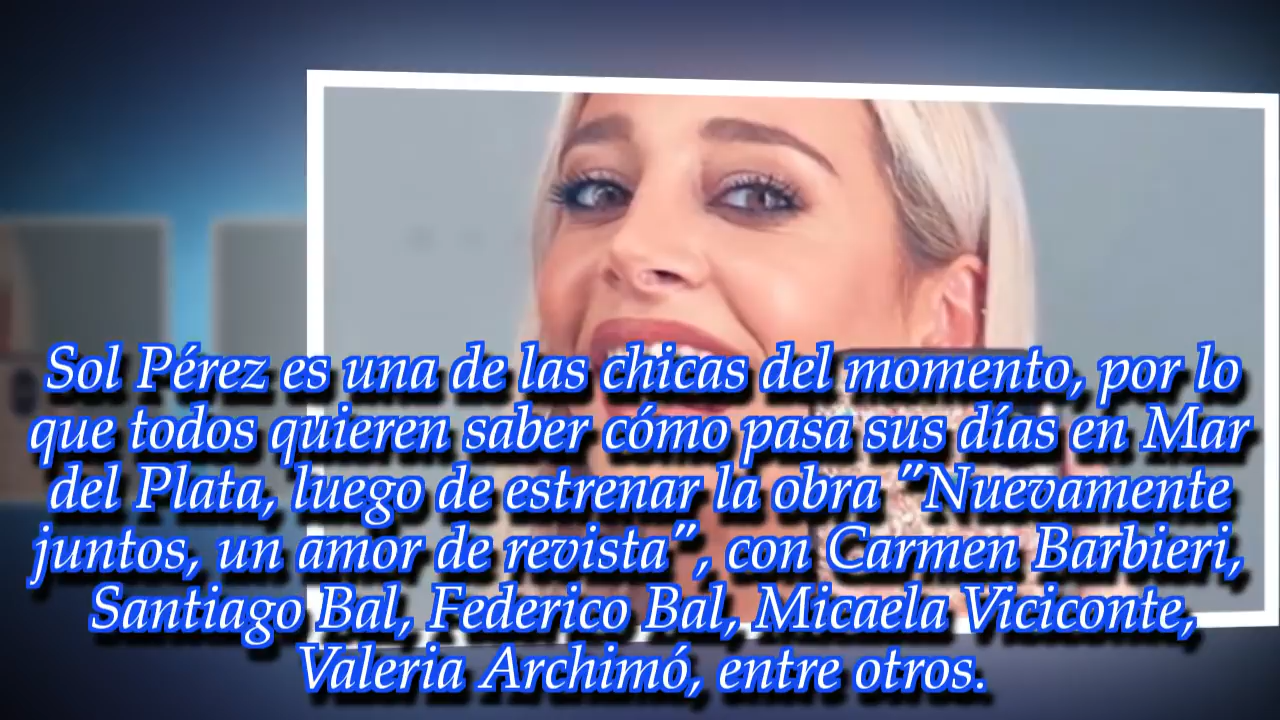 Sol Pérez es una de las chicas del momento, por lo
que todos quieren saber cómo pasa sus días en Mar
del Plata, luego de estrenar la obra "Nuevamente
juntos, un amor de revista", con Carmen Barbieri,
Santiago Bal, Federico Bal, Micaela Viciconte,
Valeria Archimó, entre otros.